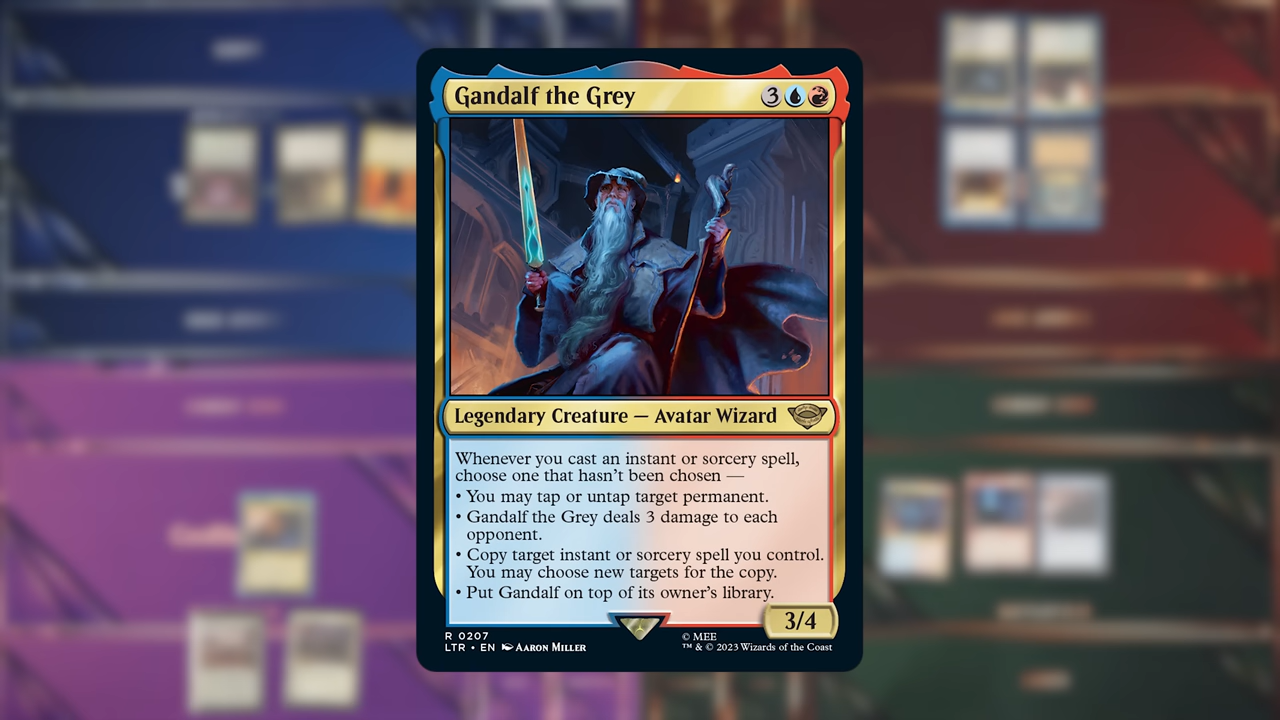 Gandalf the Grey 3
Legendary Creature — Avatar Wizard
Whenever you cast an instant or sorcery spell,
choose one that hasn't been chosen —
• You may tap or untap target permanent.
• Gandalf the Grey deals 3 damage to each
opponent.
• Copy target instant or sorcery spell you control.
You may choose new targets for the copy.
• Put Gandalf on top of its owner's library.
3/4
R 0207
LTR • EN AARON MILLER
© MEE
™ & © 2023 Wizards of the Coast